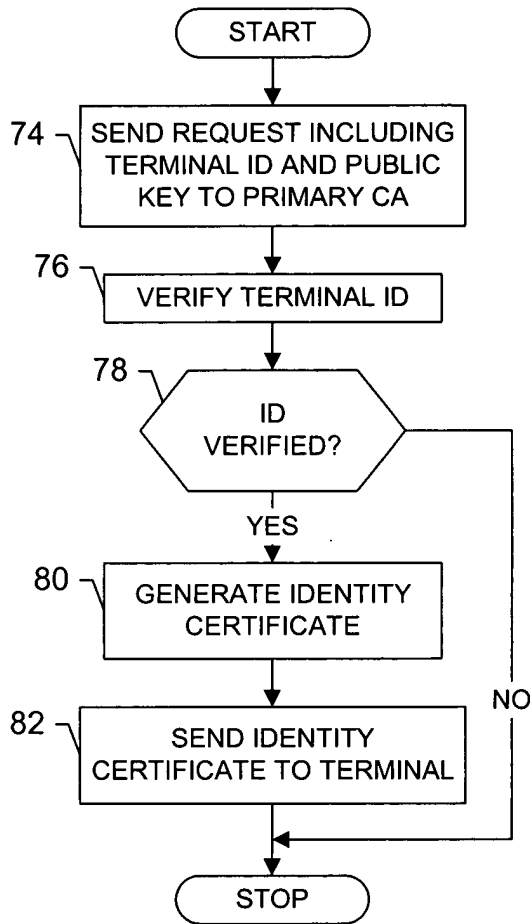 START
74
SEND REQUEST INCLUDING
TERMINAL ID AND PUBLIC
KEY TO PRIMARY CA
76
VERIFY TERMINAL ID
78
ID
VERIFIED?
YES
80
GENERATE IDENTITY
CERTIFICATE
NO
82
SEND IDENTITY
CERTIFICATE TO TERMINAL
STOP